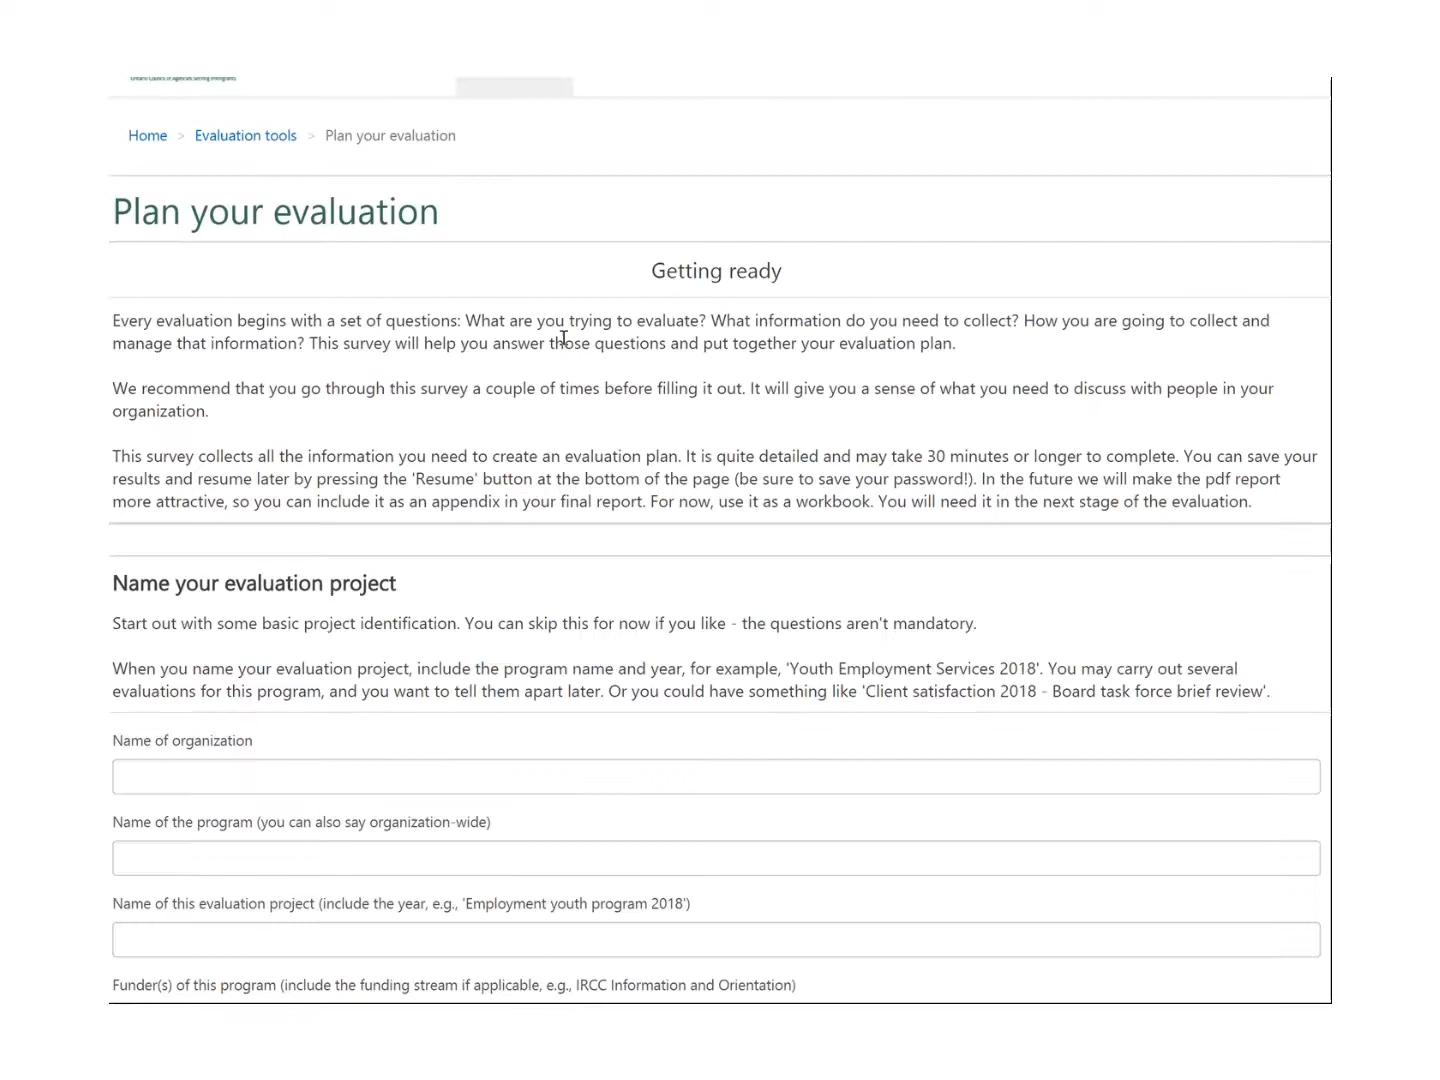 Ontario Council of Agencies Serving Immigrants
Home > Evaluation tools > Plan your evaluation
Plan your evaluation
Getting ready
Every evaluation begins with a set of questions: What are you trying to evaluate? What information do you need to collect? How you are going to collect and
manage that information? This survey will help you answer those questions and put together your evaluation plan.
We recommend that you go through this survey a couple of times before filling it out. It will give you a sense of what you need to discuss with people in your
organization.
This survey collects all the information you need to create an evaluation plan. It is quite detailed and may take 30 minutes or longer to complete. You can save your
results and resume later by pressing the 'Resume' button at the bottom of the page (be sure to save your password!). In the future we will make the pdf report
more attractive, so you can include it as an appendix in your final report. For now, use it as a workbook. You will need it in the next stage of the evaluation.
Name your evaluation project
Start out with some basic project identification. You can skip this for now if you like - the questions aren't mandatory.
When you name your evaluation project, include the program name and year, for example, 'Youth Employment Services 2018'. You may carry out several
evaluations for this program, and you want to tell them apart later. Or you could have something like 'Client satisfaction 2018 - Board task force brief review'.
Name of organization
Name of the program (you can also say organization-wide)
Name of this evaluation project (include the year, e.g., 'Employment youth program 2018')
Funder(s) of this program (include the funding stream if applicable, e.g., IRCC Information and Orientation)